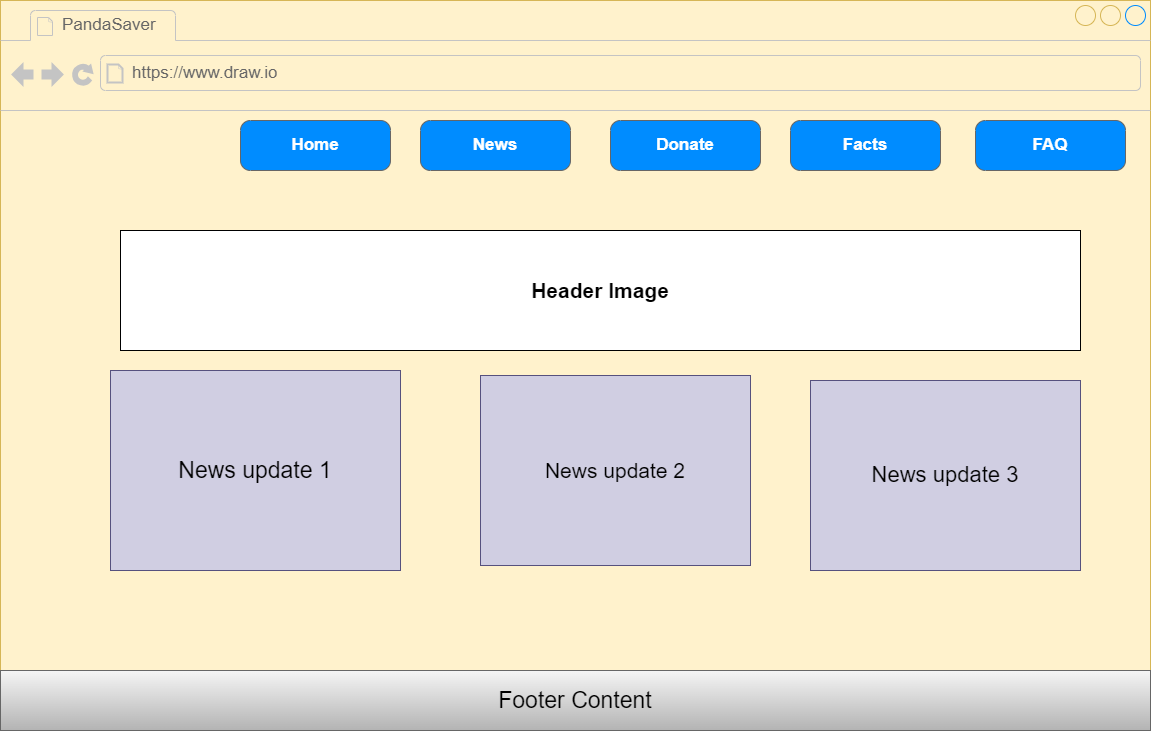 PandaSaver
https://www.draw.io
Home News Donate Facts FAQ
Header Image
News update 1 News update 2 News update 3
Footer Content